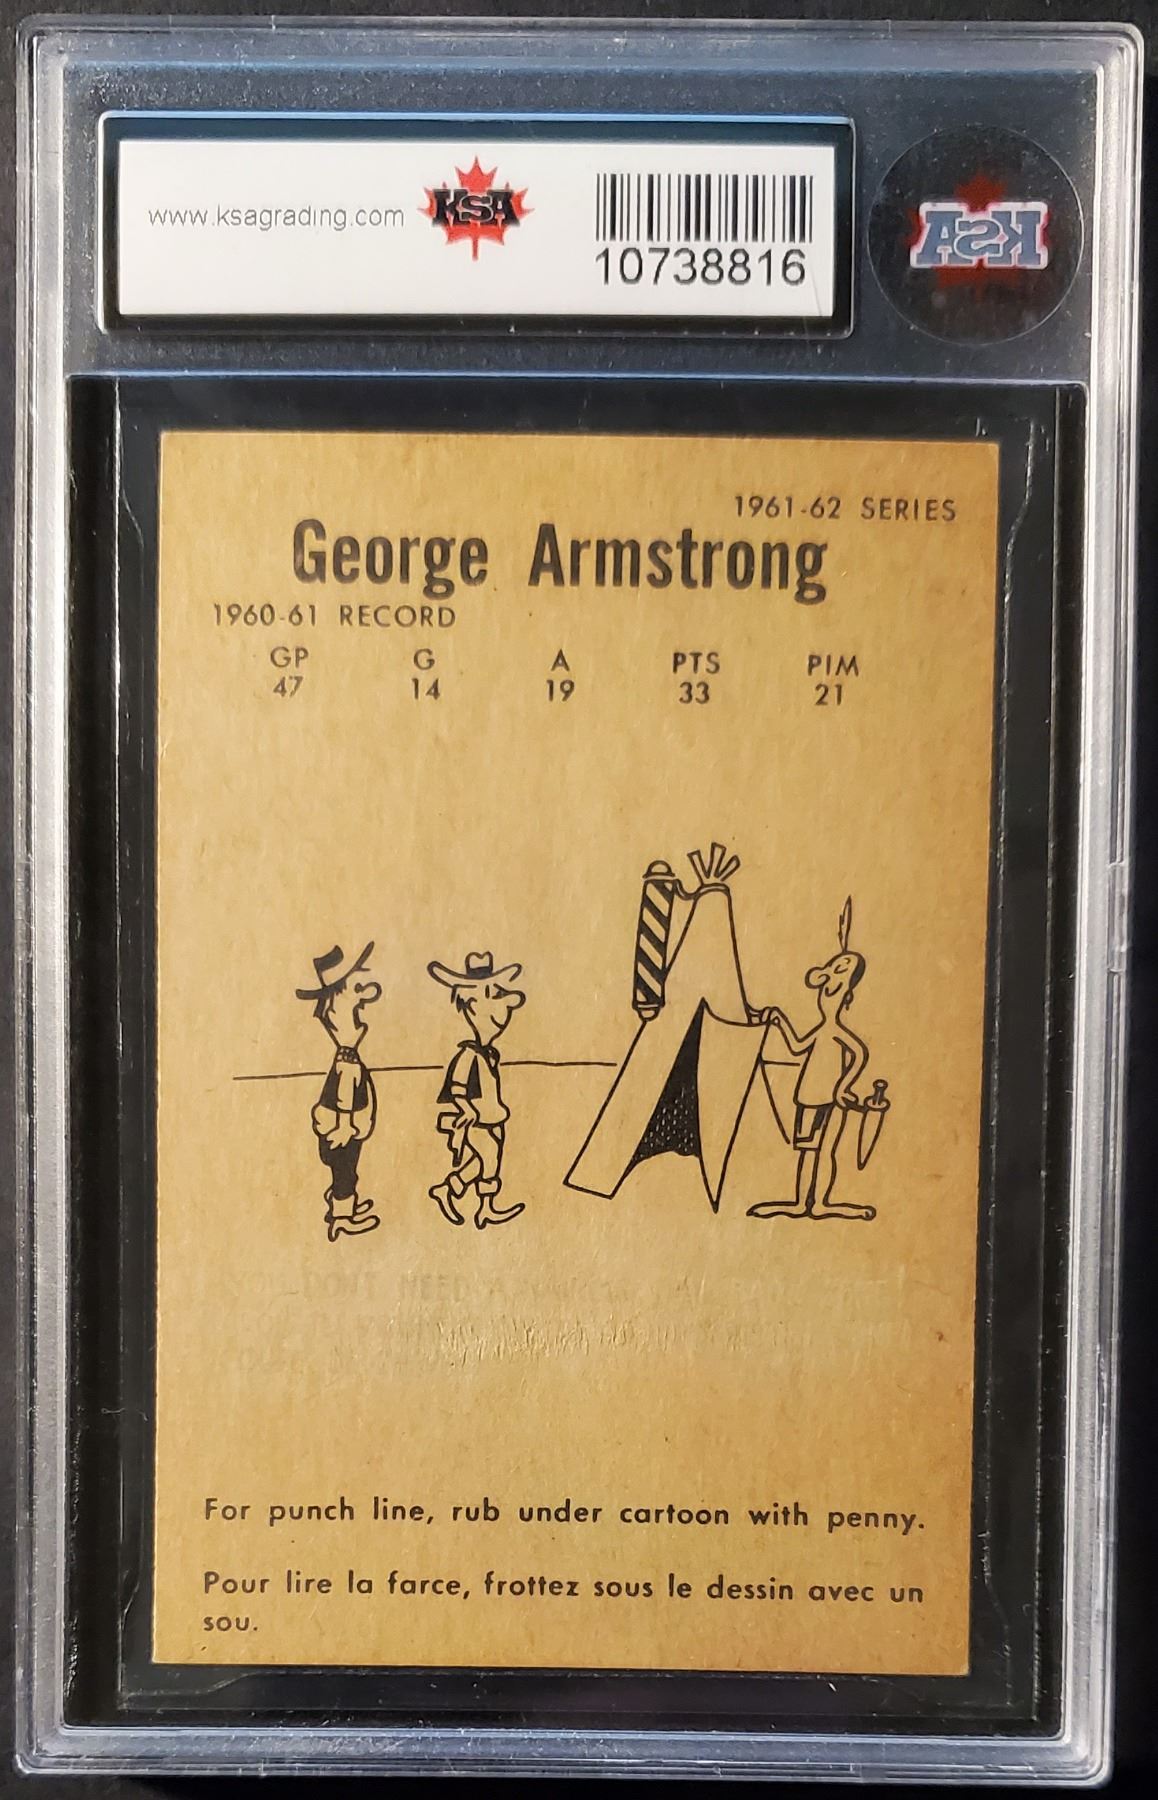 www.ksagrading.com
KSA
10738816
KSA
1961-62 SERIES
George Armstrong
1960-61 RECORD
GP G A PTS PIM
47 14 19 33 21
DON'T NEED A
For punch line, rub under cartoon with penny.
Pour lire la farce, frottez sous le dessin avec un
sou.